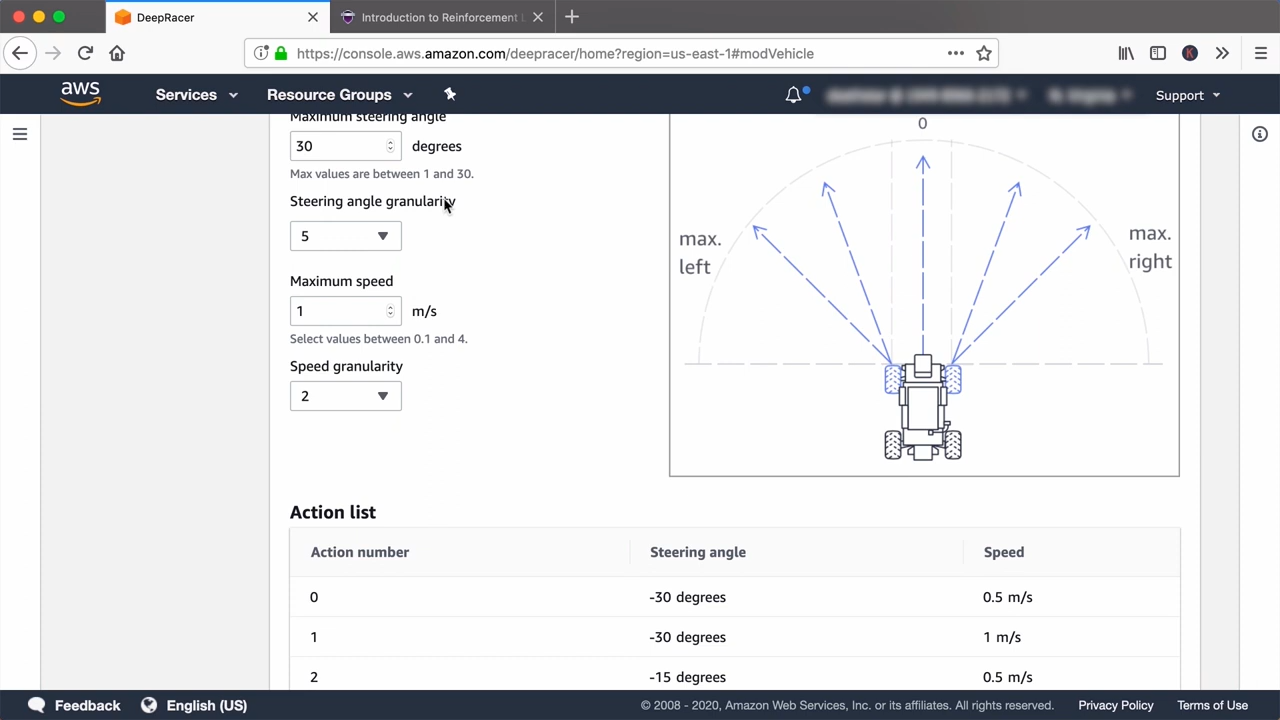 DeepRacer
Introduction to Reinforcement L
https://console.aws.amazon.com/deepracer/home?region=us-east-1#modVehicle
K
aws
Services
Resource Groups
Support
Maximum steering angle
30
degrees
Max values are between 1 and 30.
Steering angle granularity
5
Maximum speed
1
m/s
Select values between 0.1 and 4.
Speed granularity
2
0
max.
left
max.
right
Action list
Action number Steering angle Speed
0 -30 degrees 0.5 m/s
1 -30 degrees 1 m/s
2 -15 degrees 0.5 m/s
Feedback
English (US)
© 2008 - 2020, Amazon Web Services, Inc. or its affiliates. All rights reserved.
Privacy Policy
Terms of Use